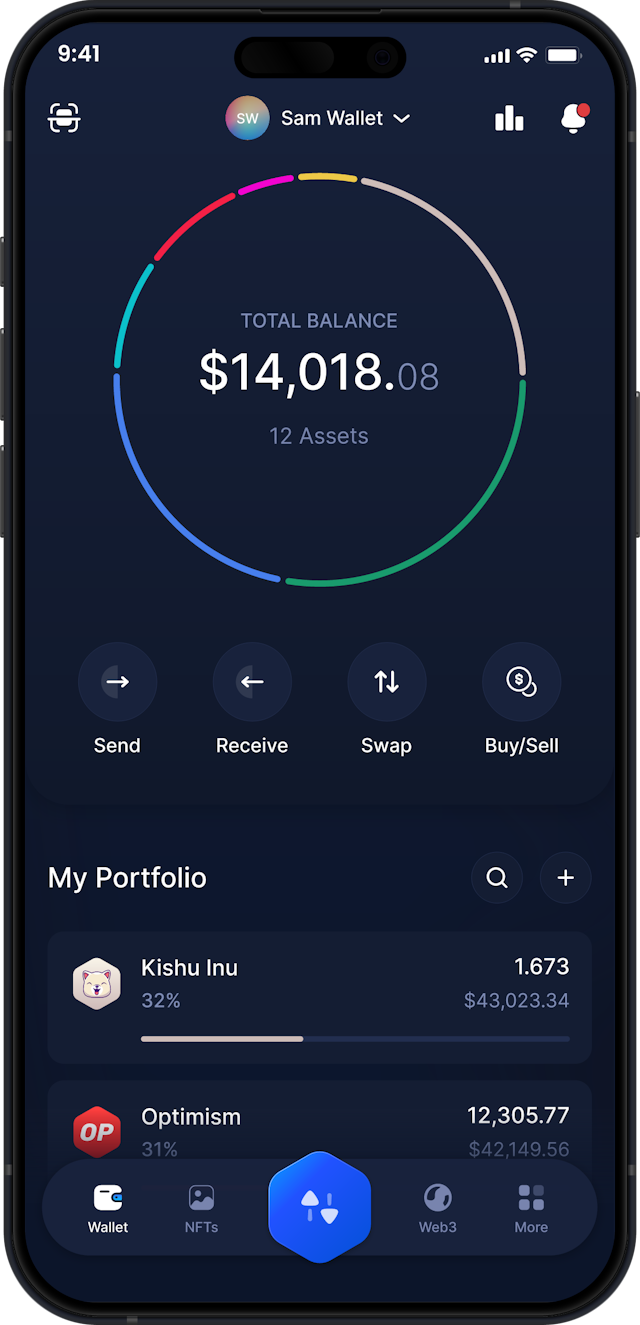 9:41
SW Sam Wallet
TOTAL BALANCE
$14,018.08
12 Assets
Send Receive Swap Buy/Sell
My Portfolio
Kishu Inu 1.673
32% $43,023.34
OP Optimism 12,305.77
31% $42,149.56
Wallet NFTs Web3 More